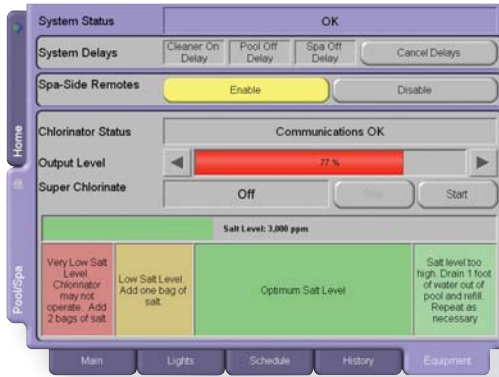 System Status
OK
System Delays
Cleaner On
Delay
Pool Off
Delay
Spa Off
Delay
Cancel Delays
Spa-Side Remotes
Enable
Disable
Home
Chlorinator Status
Communications OK
Output Level
77 %
Super Chlorinate
Off
Stop
Start
Salt Level: 3,000 ppm
Pool/Spa
Very Low Salt
Level.
Chlorinator
may not
operate. Add
2 bags of salt.
Low Salt Level.
Add one bag of
salt.
Optimum Salt Level
Salt level too
high. Drain 1 foot
of water out of
pool and refill.
Repeat as
necessary
Main
Lights
Schedule
History
Equipment